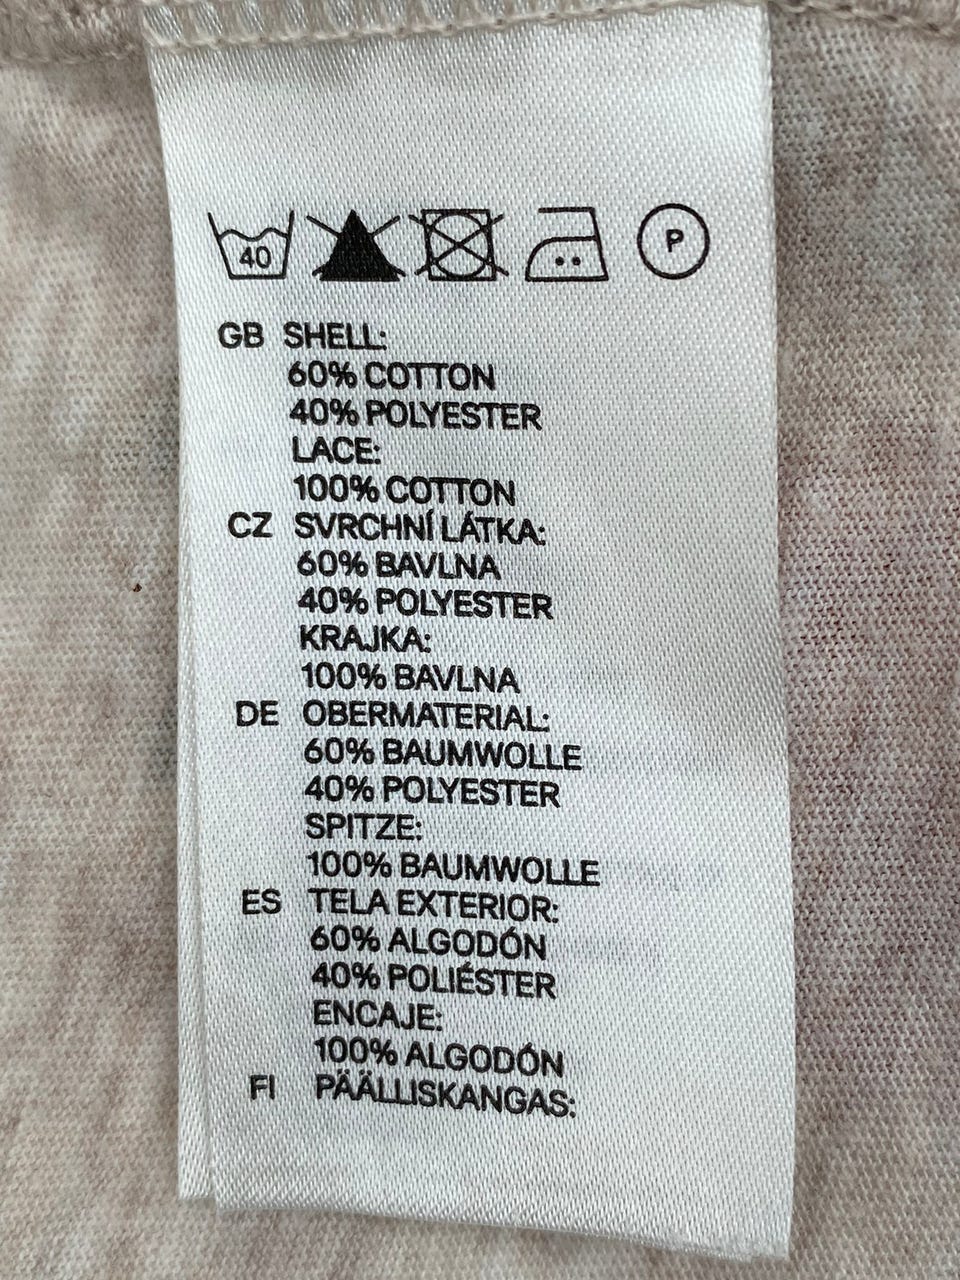 40 P
GB SHELL:
60% COTTON
40% POLYESTER
LACE:
100% COTTON
CZ SVRCHNÍ LÁTKA:
60% BAVLNA
40% POLYESTER
KRAJKA:
100% BAVLNA
DE OBERMATERIAL:
60% BAUMWOLLE
40% POLYESTER
SPITZE:
100% BAUMWOLLE
ES TELA EXTERIOR:
60% ALGODÓN
40% POLIÉSTER
ENCAJE:
100% ALGODÓN
FI PÄÄLLISKANGAS: